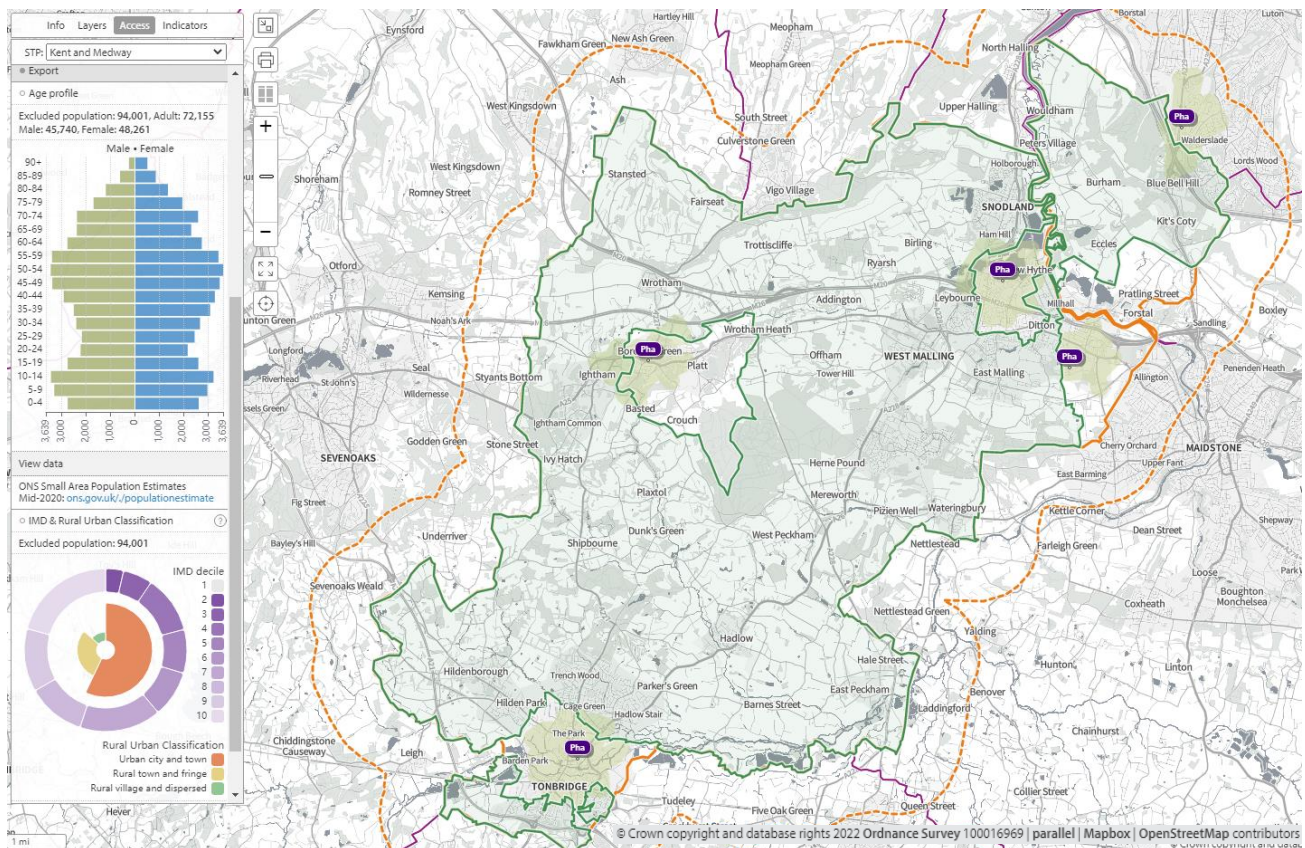 Info Layers Access Indicators
STP: Kent and Medway
Export
Age profile
Excluded population: 94,001, Adult: 72,155
Male: 45,740, Female: 48,261
Male • Female
90+
85-89
80-84
75-79
70-74
65-69
60-64
55-59
50-54
45-49
40-44
35-39
30-34
25-29
20-24
15-19
10-14
5-9
0-4
3,639 3,000 2,000 1,000 0 1,000 2,000 3,000 3,639
View data
ONS Small Area Population Estimates
Mid-2020: ons.gov.uk/./populationestimate
IMD & Rural Urban Classification ?
Excluded population: 94,001
IMD decile
1
2
3
4
5
6
7
8
9
10
Rural Urban Classification
Urban city and town
Rural town and fringe
Rural village and dispersed
Hever
1 mi
+
−
Eynsford
Hartley Hill
New Ash Green
Fawkham Green
Meopham
Meopham Green
Borstal
Luton
North Halling
Ash
West Kingsdown
South Street
Culverstone Green
Upper Halling
Wouldham
Peters Village
Pha
Walderslade
Lords Wood
Shoreham
West Kingsdown
Romney Street
Stansted
Fairseat
Vigo Village
Holborough
Burham
Blue Bell Hill
SNODLAND
Kit's Coty
Ham Hill
Eccles
Trottiscliffe
Birling
Ryarsh
Otford
Kemsing
Wrotham
Addington
Leybourne
Pha
Millhall
Pratling Street
Forstal
Boxley
Noah's Ark
Wrotham Heath
Ditton
Sandling
Longford
Riverhead
St-John's
Seal
Styants Bottom
Ightham
Pha
Platt
Offham
Tower Hill
WEST MALLING
East Malling
Pha
Allington
Penenden Heath
Wildernesse
Basted
Crouch
Godden Green
Stone Street
Ightham Common
Cherry Orchard
MAIDSTONE
SEVENOAKS
Ivy Hatch
Herne Pound
East Barming
Upper Fant
Fig Street
Plaxtol
Mereworth
Pizien Well
Wateringbury
Kettle Corner
Shepway
Bayley's Hill
Underriver
Shipbourne
Dunk's Green
West Peckham
Nettlestead
Farleigh Green
Dean Street
Loose
Sevenoaks Weald
Boughton
Monchelsea
Coxheath
Nettlestead Green
Yalding
Hadlow
Hale Street
Hunton
Linton
Hildenborough
Trench Wood
Parker's Green
East Peckham
Benover
Hilden Park
Cage Green
Hadlow Stair
Barnes Street
Laddingford
Chainhurst
Chiddingstone
Causeway
Leigh
The Park
Pha
Barden Park
TONBRIDGE
Tudeley
Five Oak Green
Queen Street
Collier Street
© Crown copyright and database rights 2022 Ordnance Survey 100016969 | parallel | Mapbox | OpenStreetMap contributors